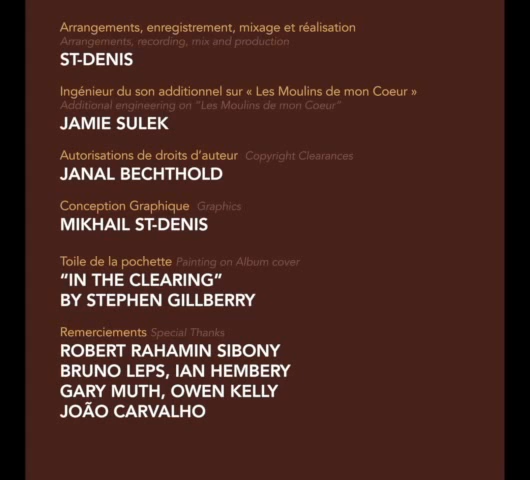 Arrangements, enregistrement, mixage et réalisation
Arrangements, recording, mix and production
ST-DENIS
Ingénieur du son additionnel sur « Les Moulins de mon Coeur »
Additional engineering on "Les Moulins de mon Coeur"
JAMIE SULEK
Autorisations de droits d'auteur Copyright Clearances
JANAL BECHTHOLD
Conception Graphique Graphics
MIKHAIL ST-DENIS
Toile de la pochette Painting on Album cover
“IN THE CLEARING”
BY STEPHEN GILLBERRY
Remerciements Special Thanks
ROBERT RAHAMIN SIBONY
BRUNO LEPS, IAN HEMBERY
GARY MUTH, OWEN KELLY
JOÃO CARVALHO